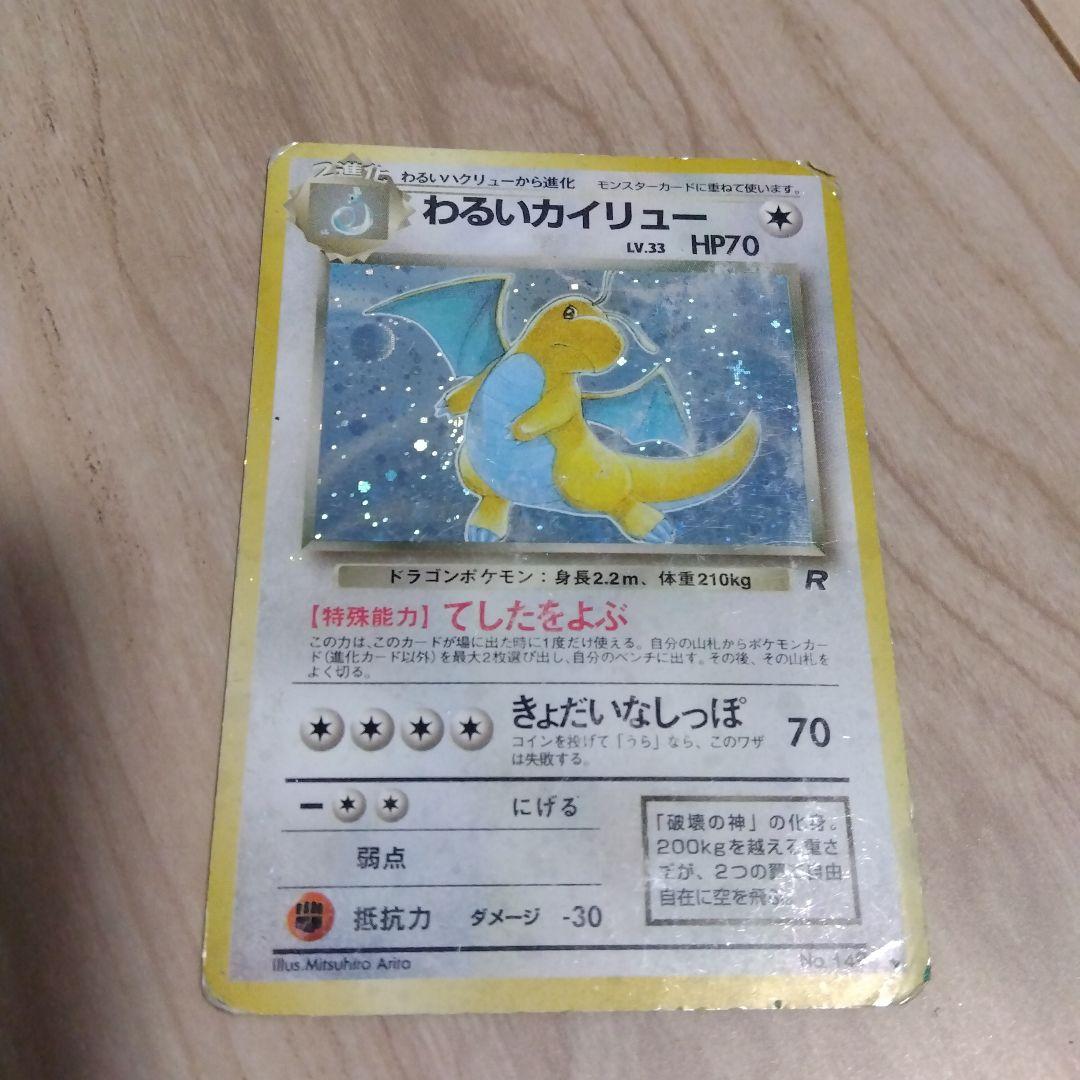 2進化 わるいハクリューから進化 モンスターカードに重ねて使います。
わるいカイリュー
LV.33 HP70
ドラゴンポケモン:身長2.2m、体重210kg R
【特殊能力】てしたをよぶ
この力は、このカードが場に出た時に1度だけ使える。自分の山札からポケモンカー
ド(進化カード以外)を最大2枚選び出し、自分のベンチに出す。その後、その山札を
よく切る。
きょだいなしっぽ 70
コインを投げて「うら」なら、このワザ
は失敗する。
ー にげる
弱点
抵抗力 ダメージ -30
「破壊の神」の化身。
200kgを越える重さ
が、2つの翼で自由
自在に空を飛ぶ。
Illus.Mitsuhiro Arita
No.